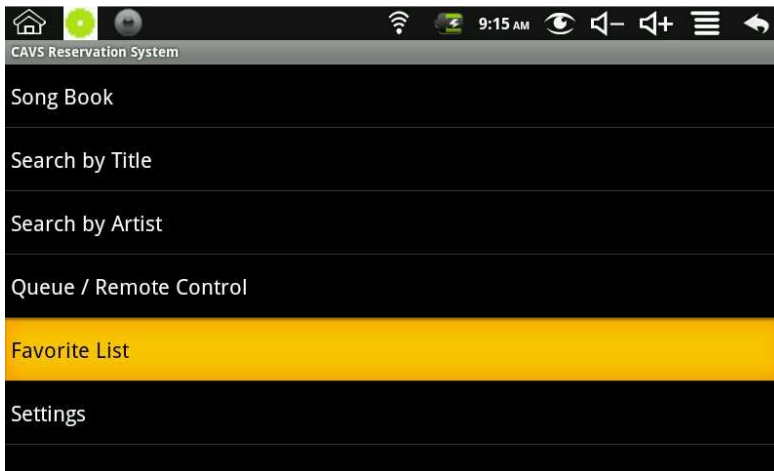 9:15 AM
CAVS Reservation System
Song Book
Search by Title
Search by Artist
Queue / Remote Control
Favorite List
Settings